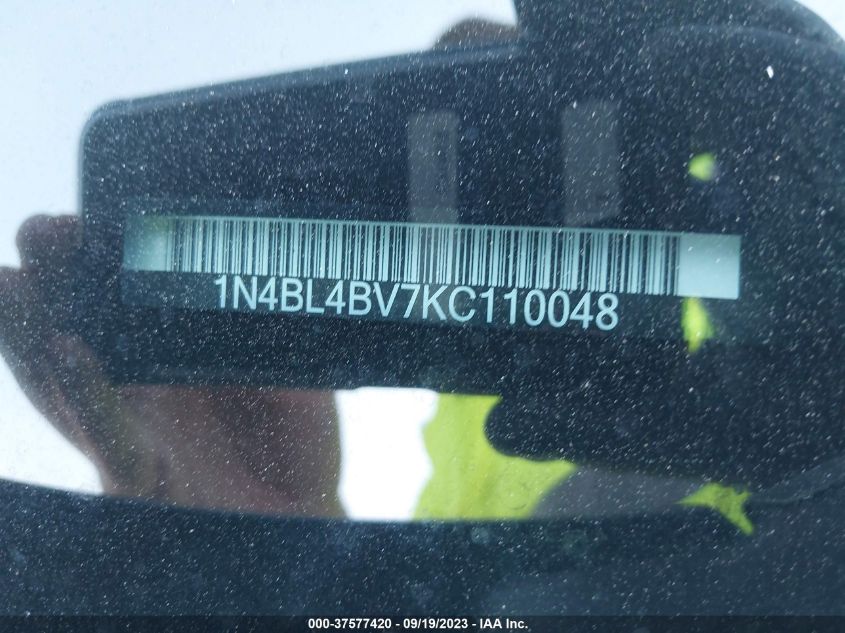 1N4BL4BV7KC110048
000-37577420 - 09/19/2023 - IAA Inc.